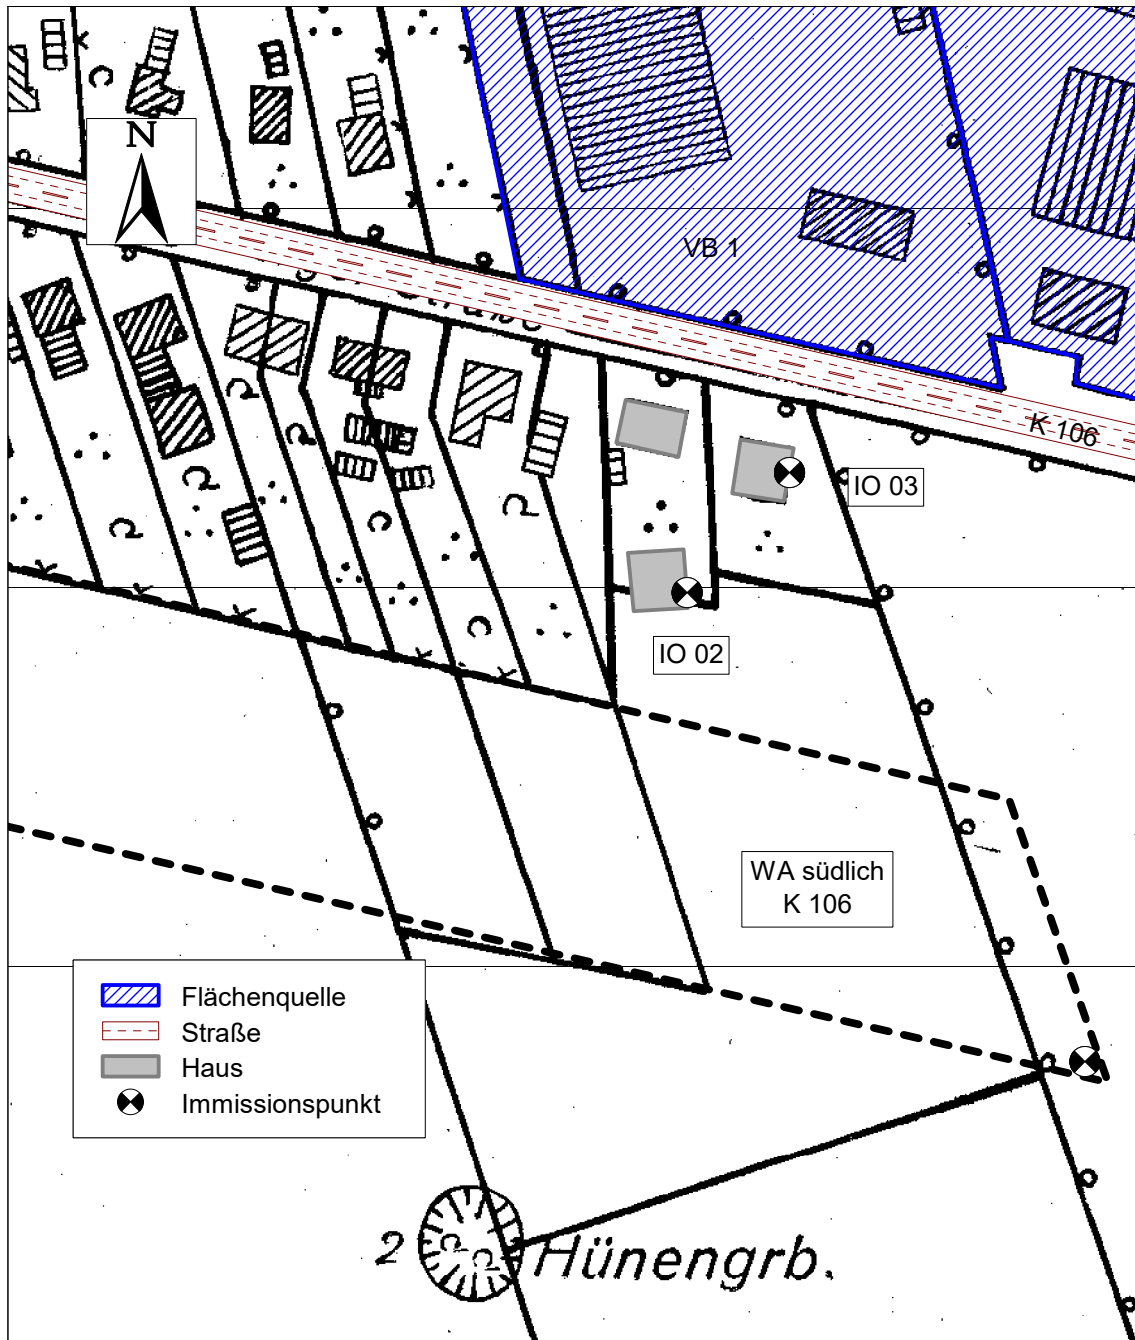 N
VB 1
K 106
IO 03
IO 02
WA südlich
K 106
Flächenquelle
Straße
Haus
Immissionspunkt
2
Hünengrb.